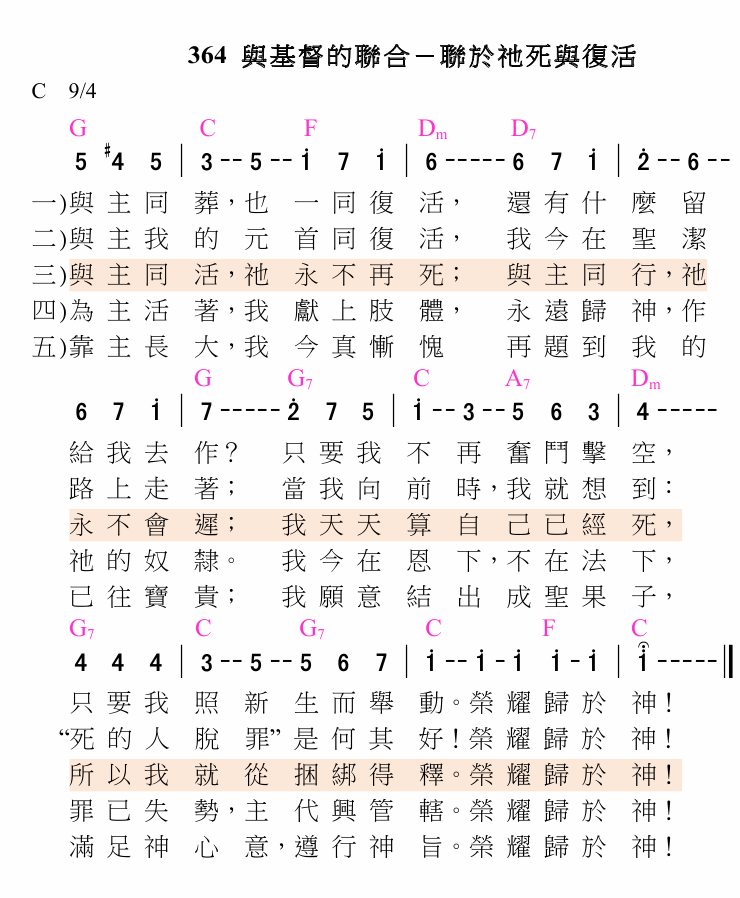 364 與基督的聯合－聯於祂死與復活
C 9/4
G C F Dm D7
5 #4 5 | 3 -- 5 -- i 7 i | 6 ----- 6 7 i | 2̇ -- 6 --
一)與主同葬，也一同復活，還有什麼留
二)與主我的元首同復活，我今在聖潔
三)與主同活，祂永不再死；與主同行，祂
四)為主活著，我獻上肢體，永遠歸神，作
五)靠主長大，我今真慚愧 再題到我的
G G7 C A7 Dm
6 7 i | 7 ----- 2̇ 7 5 | i -- 3 -- 5 6 3 | 4 -----
給我去作？只要我不再奮鬥擊空，
路上走著；當我向前時，我就想到：
永不會遲；我天天算自己已經死，
祂的奴隸。我今在恩下，不在法下，
已往寶貴；我願意結出成聖果子，
G7 C G7 C F C
4 4 4 | 3 -- 5 -- 5 6 7 | i -- i - i i - i | i ----- ‖
只要我照新生而舉動。榮耀歸於神！
“死的人脫罪”是何其好！榮耀歸於神！
所以我就從捆綁得釋。榮耀歸於神！
罪已失勢，主代興管轄。榮耀歸於神！
滿足神心意，遵行神旨。榮耀歸於神！